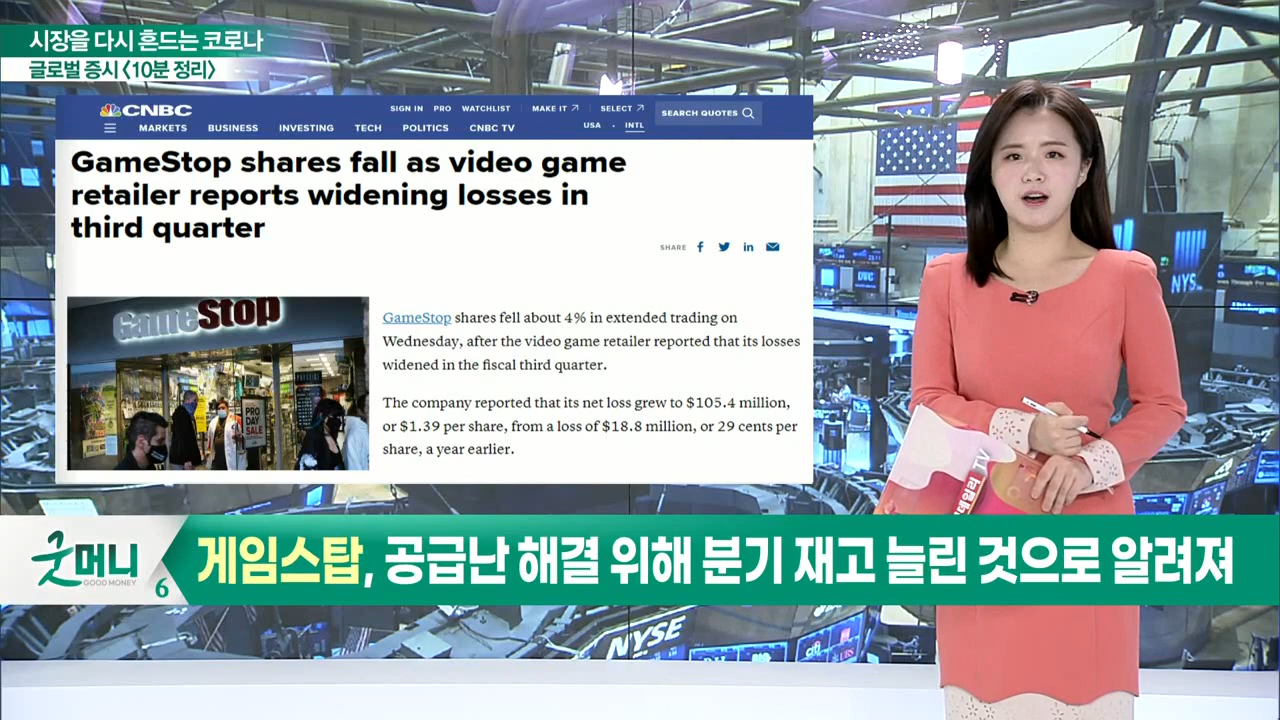 시장을 다시 흔드는 코로나
글로벌 증시 <10분 정리>
CNBC
SIGN IN PRO WATCHLIST MAKE IT SELECT SEARCH QUOTES
MARKETS BUSINESS INVESTING TECH POLITICS CNBC TV USA · INTL
GameStop shares fall as video game
retailer reports widening losses in
third quarter
SHARE
GameStop
PRO
DAY
SALE
GameStop shares fell about 4% in extended trading on
Wednesday, after the video game retailer reported that its losses
widened in the fiscal third quarter.
The company reported that its net loss grew to $105.4 million,
or $1.39 per share, from a loss of $18.8 million, or 29 cents per
share, a year earlier.
NYS
데일리 TV
굿머니
GOOD MONEY
6
게임스탑, 공급난 해결 위해 분기 재고 늘린 것으로 알려져
NYSE
UBS